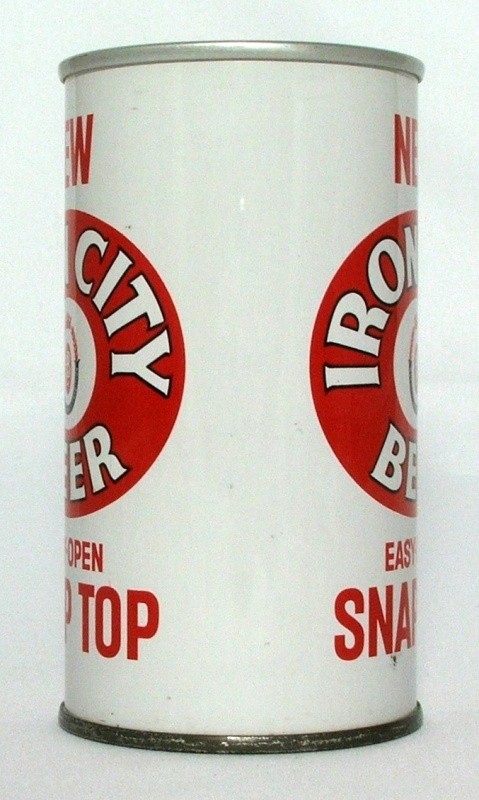 EW
CITY
EER
-OPEN
P TOP
NE
IRON
BE
EASY-
SNAP